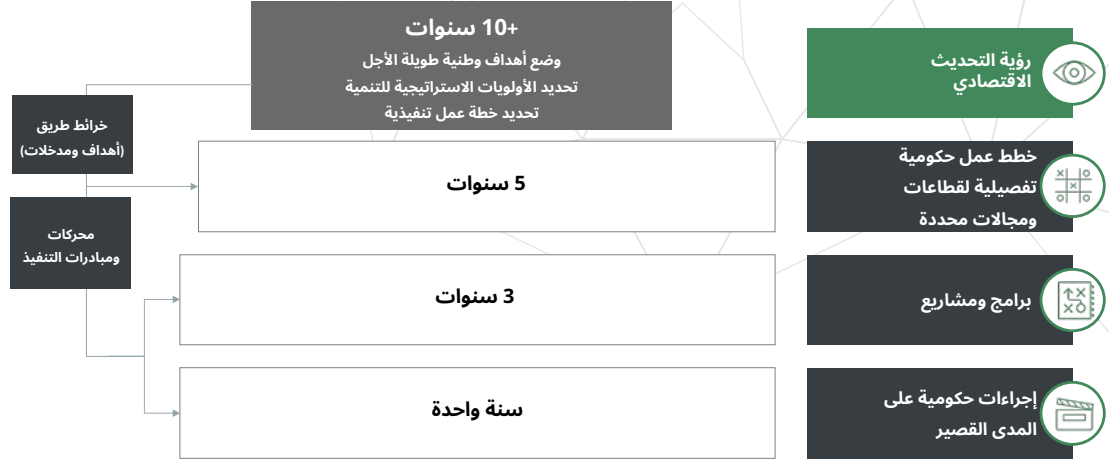 رؤية التحديث
الاقتصادي
+10 سنوات
وضع أهداف وطنية طويلة الأجل
تحديد الأولويات الاستراتيجية للتنمية
تحديد خطة عمل تنفيذية
خرائط طريق
(أهداف ومدخلات)
خطط عمل حكومية
تفصيلية لقطاعات
ومجالات محددة
5 سنوات
محركات
ومبادرات التنفيذ
برامج ومشاريع
3 سنوات
إجراءات حكومية على
المدى القصير
سنة واحدة